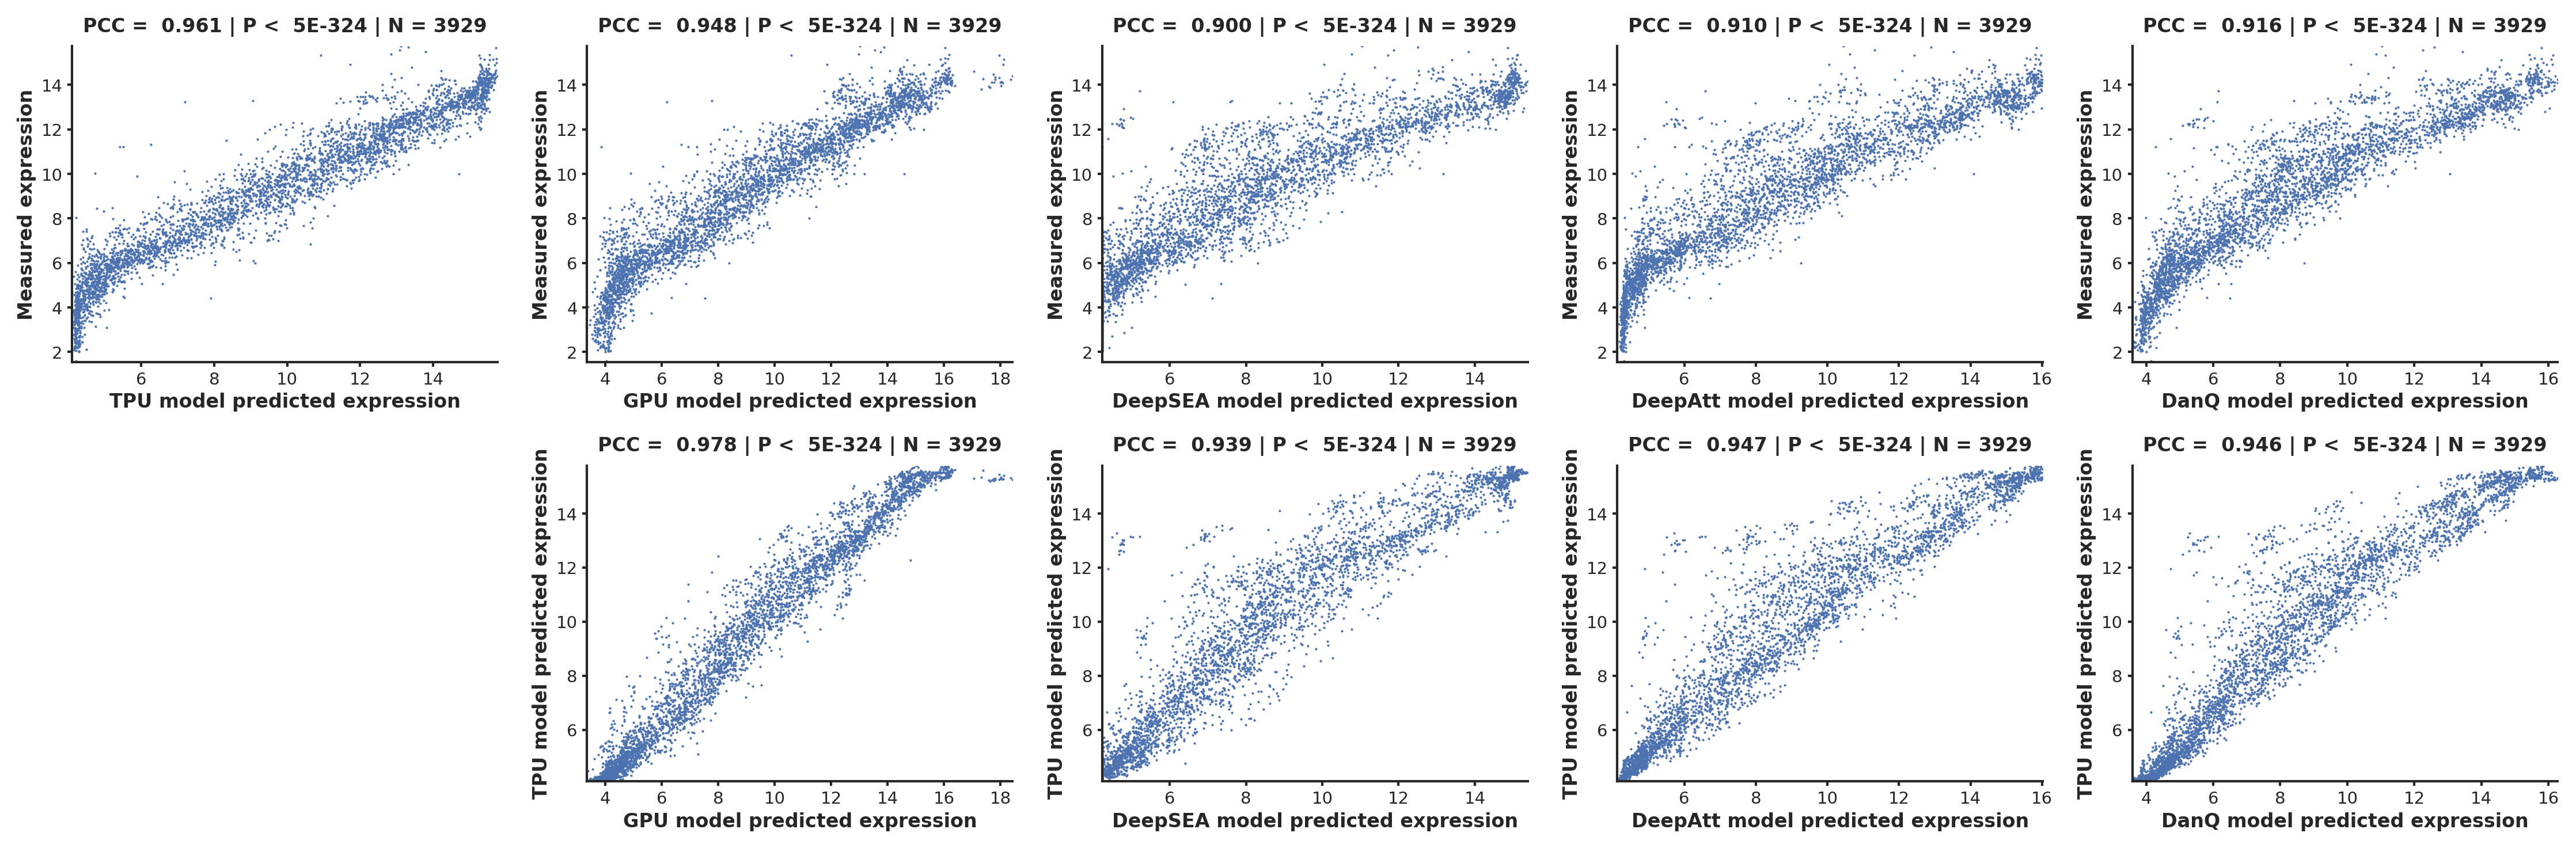 PCC =  0.961 | P <  5E-324 | N = 3929
Measured expression
14
12
10
8
6
4
2
6 8 10 12 14
TPU model predicted expression
PCC =  0.948 | P <  5E-324 | N = 3929
Measured expression
14
12
10
8
6
4
2
4 6 8 10 12 14 16 18
GPU model predicted expression
PCC =  0.900 | P <  5E-324 | N = 3929
Measured expression
14
12
10
8
6
4
2
6 8 10 12 14
DeepSEA model predicted expression
PCC =  0.910 | P <  5E-324 | N = 3929
Measured expression
14
12
10
8
6
4
2
6 8 10 12 14 16
DeepAtt model predicted expression
PCC =  0.916 | P <  5E-324 | N = 3929
Measured expression
14
12
10
8
6
4
2
4 6 8 10 12 14 16
DanQ model predicted expression
PCC =  0.978 | P <  5E-324 | N = 3929
TPU model predicted expression
14
12
10
8
6
4 6 8 10 12 14 16 18
GPU model predicted expression
PCC =  0.939 | P <  5E-324 | N = 3929
TPU model predicted expression
14
12
10
8
6
6 8 10 12 14
DeepSEA model predicted expression
PCC =  0.947 | P <  5E-324 | N = 3929
TPU model predicted expression
14
12
10
8
6
6 8 10 12 14 16
DeepAtt model predicted expression
PCC =  0.946 | P <  5E-324 | N = 3929
TPU model predicted expression
14
12
10
8
6
4 6 8 10 12 14 16
DanQ model predicted expression